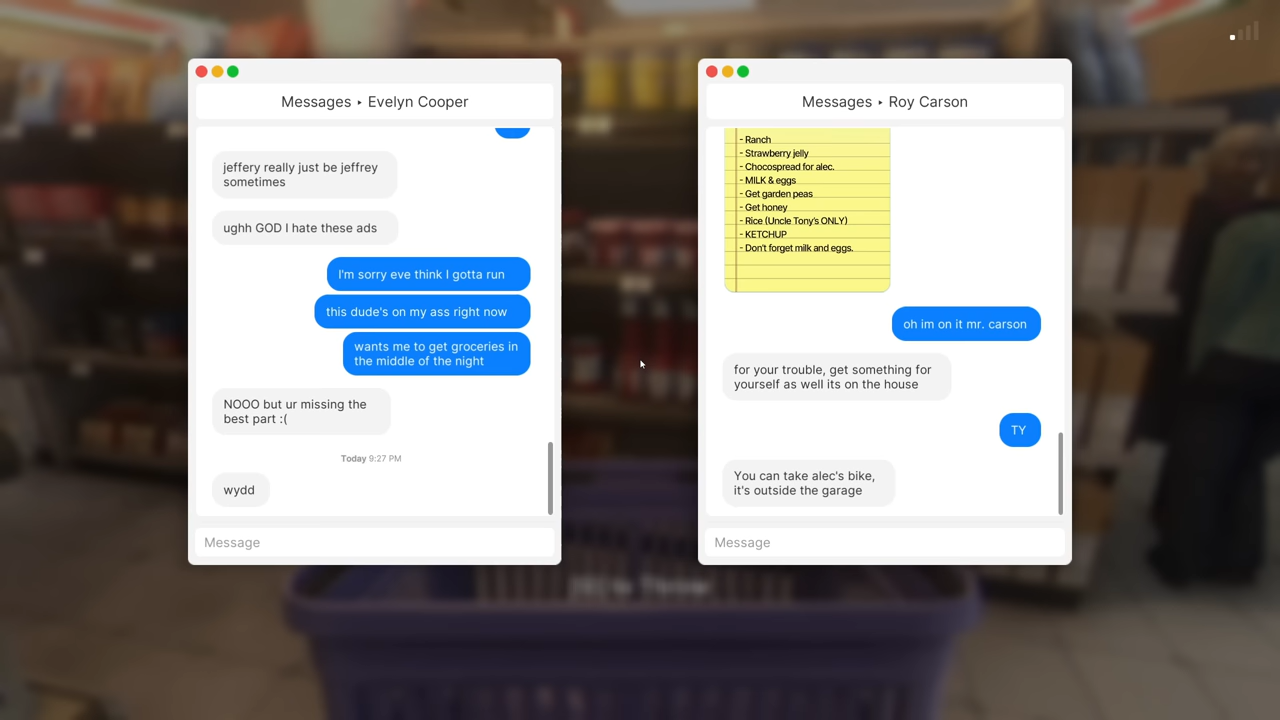 Messages ‣ Evelyn Cooper
jeffery really just be jeffrey
sometimes
ughh GOD I hate these ads
I'm sorry eve think I gotta run
this dude's on my ass right now
wants me to get groceries in
the middle of the night
NOOO but ur missing the
best part :(
Today 9:27 PM
wydd
Message
Messages ‣ Roy Carson
- Ranch
- Strawberry jelly
- Chocospread for alec.
- MILK & eggs
- Get garden peas
- Get honey
- Rice (Uncle Tony's ONLY)
- KETCHUP
- Don't forget milk and eggs.
oh im on it mr. carson
for your trouble, get something for
yourself as well its on the house
TY
You can take alec's bike,
it's outside the garage
Message